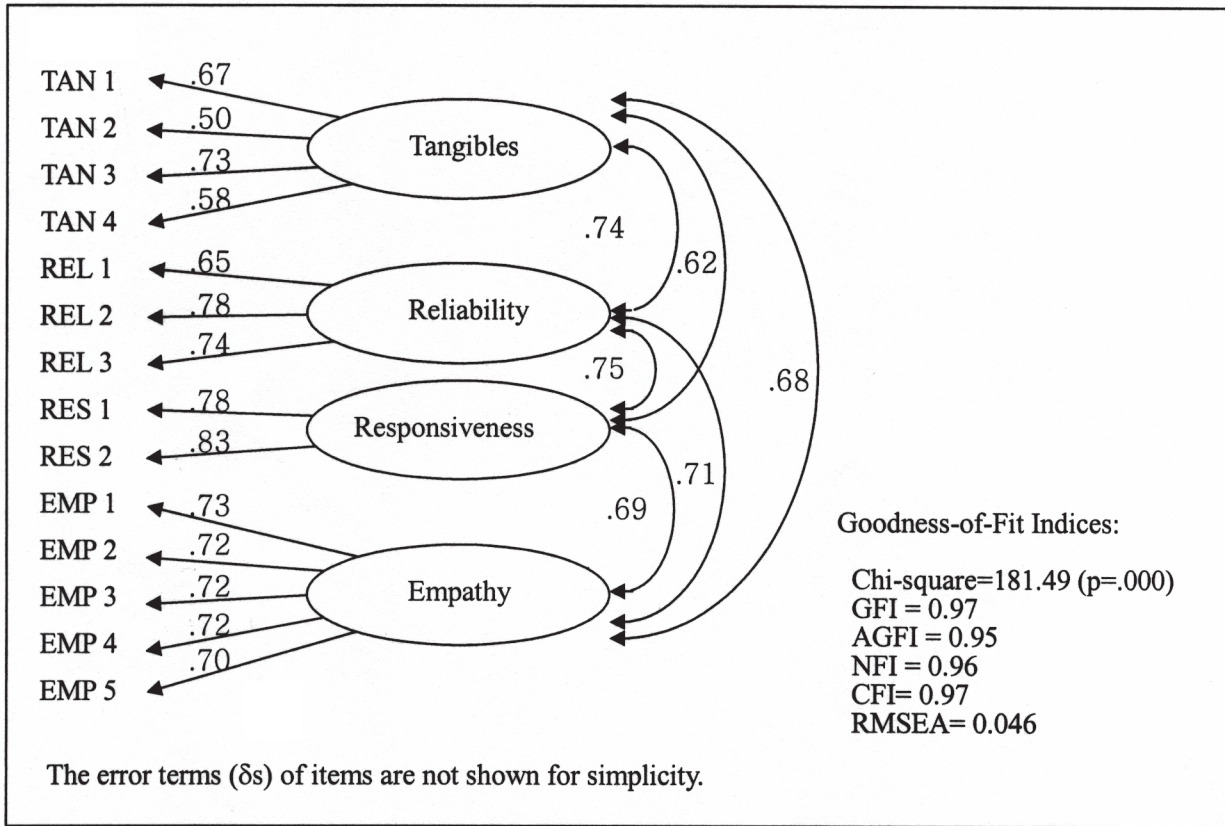 TAN 1
.67
TAN 2
.50
Tangibles
TAN 3
.73
TAN 4
.58
.74
REL 1
.65
.62
REL 2
.78
Reliability
REL 3
.74
.75
.68
RES 1
.78
Responsiveness
RES 2
.83
.71
EMP 1
.73
.69
EMP 2
.72
EMP 3
.72
Empathy
EMP 4
.72
EMP 5
.70
Goodness-of-Fit Indices:
Chi-square=181.49 (p=.000)
GFI = 0.97
AGFI = 0.95
NFI = 0.96
CFI= 0.97
RMSEA= 0.046
The error terms (δs) of items are not shown for simplicity.